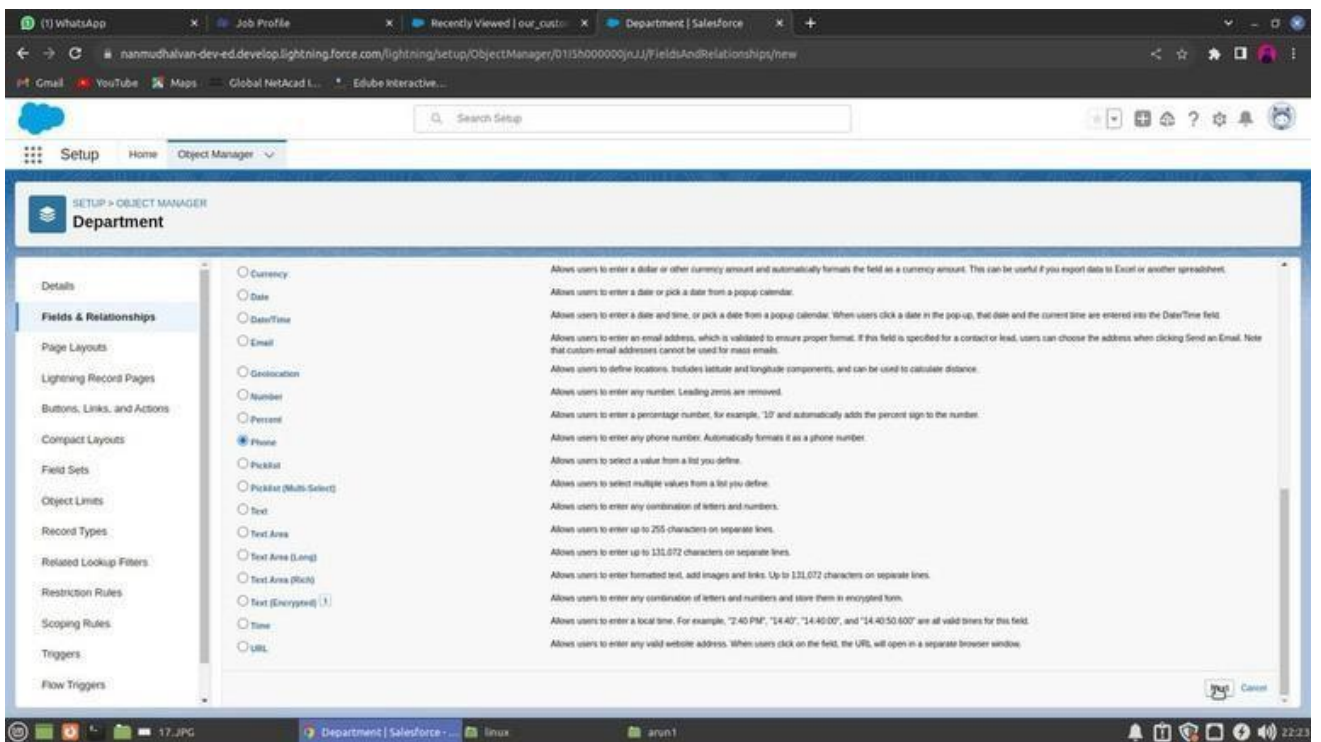 (1) WhatsApp
Job Profile
Recently Viewed | our_custo
Department | Salesforce
nanmudhalvan-dev-ed.develop.lightning.force.com/lightning/setup/ObjectManager/01I5h000000jnJJ/FieldsAndRelationships/new
Gmail
YouTube
Maps
Global NetAcad L...
Edube Interactive...
Search Setup
Setup
Home
Object Manager
SETUP > OBJECT MANAGER
Department
Details
Fields & Relationships
Page Layouts
Lightning Record Pages
Buttons, Links, and Actions
Compact Layouts
Field Sets
Object Limits
Record Types
Related Lookup Filters
Restriction Rules
Scoping Rules
Triggers
Flow Triggers
Currency Allows users to enter a dollar or other currency amount and automatically formats the field as a currency amount. This can be useful if you export data to Excel or another spreadsheet.
Date Allows users to enter a date or pick a date from a popup calendar.
Date/Time Allows users to enter a date and time, or pick a date from a popup calendar. When users click a date in the pop-up, that date and the current time are entered into the Date/Time field.
Email Allows users to enter an email address, which is validated to ensure proper format. If this field is specified for a contact or lead, users can choose the address when clicking Send an Email. Note
that custom email addresses cannot be used for mass emails.
Geolocation Allows users to define locations. Includes latitude and longitude components, and can be used to calculate distance.
Number Allows users to enter any number. Leading zeros are removed.
Percent Allows users to enter a percentage number, for example, '10' and automatically adds the percent sign to the number.
Phone Allows users to enter any phone number. Automatically formats it as a phone number.
Picklist Allows users to select a value from a list you define.
Picklist (Multi-Select) Allows users to select multiple values from a list you define.
Text Allows users to enter any combination of letters and numbers.
Text Area Allows users to enter up to 255 characters on separate lines.
Text Area (Long) Allows users to enter up to 131,072 characters on separate lines.
Text Area (Rich) Allows users to enter formatted text, add images and links. Up to 131,072 characters on separate lines.
Text (Encrypted) Allows users to enter any combination of letters and numbers and store them in encrypted form.
Time Allows users to enter a local time. For example, "2:40 PM", "14:40", "14:40:00", and "14:40:50.600" are all valid times for this field.
URL Allows users to enter any valid website address. When users click on the field, the URL will open in a separate browser window.
Cancel
17.JPG
Department | Salesforce - ...
linux
arun1
22:23